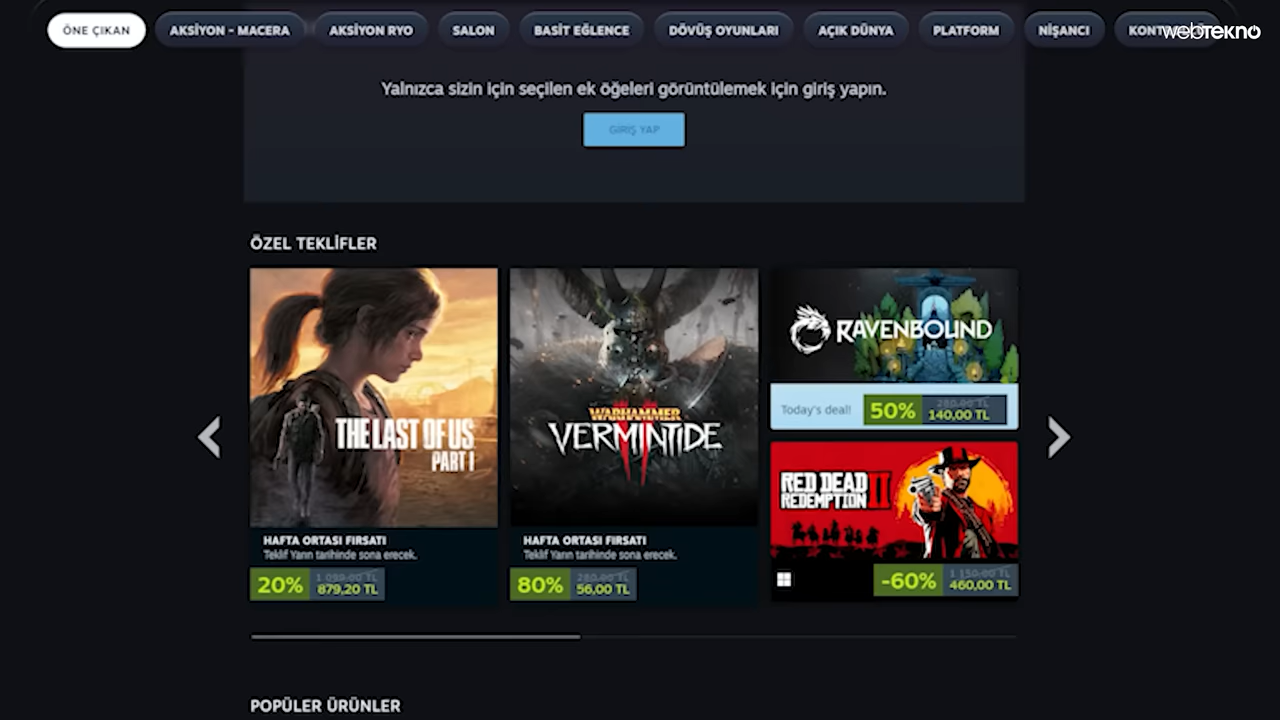 ÖNE ÇIKAN
AKSİYON - MACERA
AKSİYON RYO
SALON
BASİT EĞLENCE
DÖVÜŞ OYUNLARI
AÇIK DÜNYA
PLATFORM
NİŞANCI
webTEKNO
Yalnızca sizin için seçilen ek öğeleri görüntülemek için giriş yapın.
GİRİŞ YAP
ÖZEL TEKLİFLER
THE LAST OF US
PART I
HAFTA ORTASI FIRSATI
Teklif Yarın tarihinde sona erecek.
20%
1 099,00 TL
879,20 TL
WARHAMMER
VERMINTIDE
II
HAFTA ORTASI FIRSATI
Teklif Yarın tarihinde sona erecek.
80%
280,00 TL
56,00 TL
RAVENBOUND
Today's deal!
50%
280,00 TL
140,00 TL
RED DEAD
REDEMPTION II
-60%
1 150,00 TL
460,00 TL
POPÜLER ÜRÜNLER